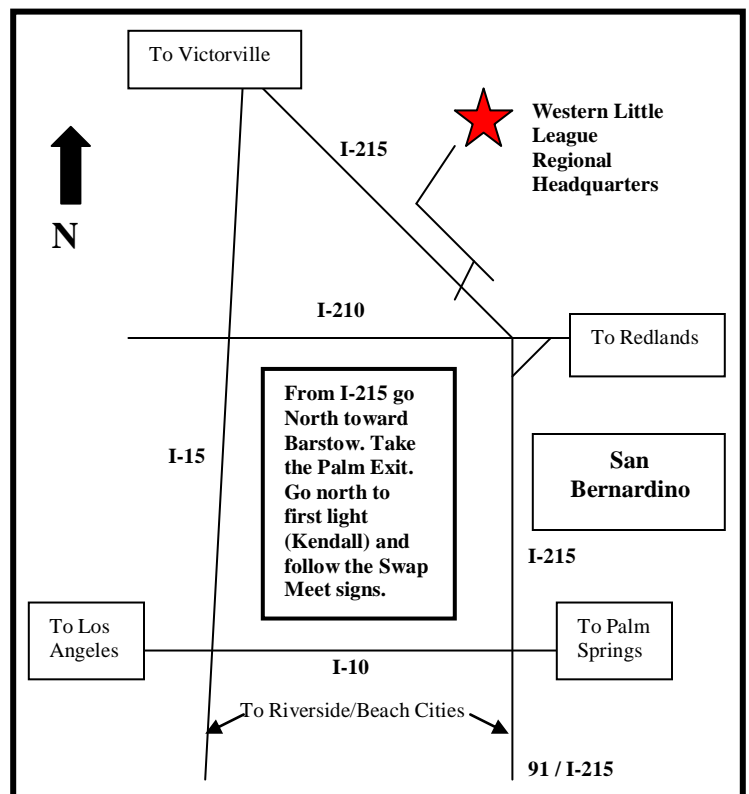 To Victorville
Western Little
League
Regional
Headquarters
I-215
N
I-210
To Redlands
From I-215 go
North toward
Barstow. Take
the Palm Exit.
Go north to
first light
(Kendall) and
follow the Swap
Meet signs.
I-15
San
Bernardino
I-215
To Los
Angeles
To Palm
Springs
I-10
To Riverside/Beach Cities
91 / I-215